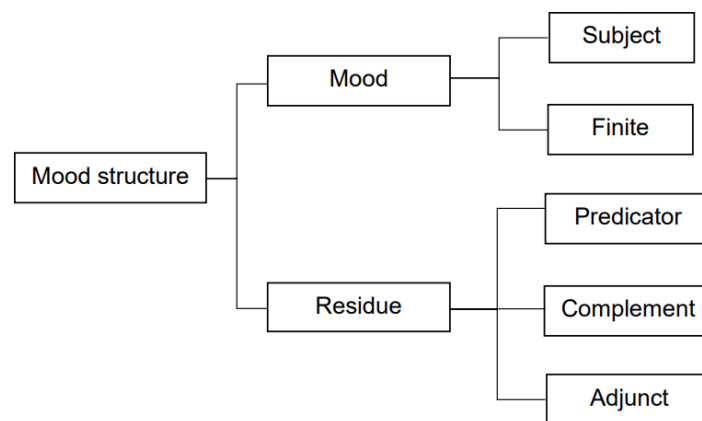 Subject
Mood
Finite
Mood structure
Predicator
Residue
Complement
Adjunct